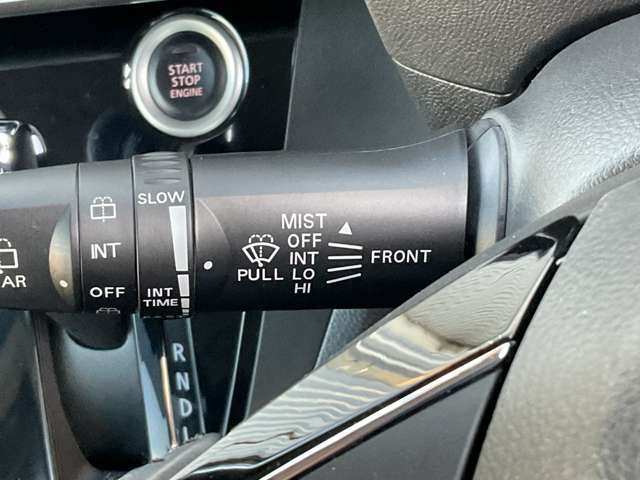 START
STOP
ENGINE
SLOW
INT
OFF
INT
TIME
MIST
OFF
INT
LO
HI
PULL
FRONT
AR
R
N
D